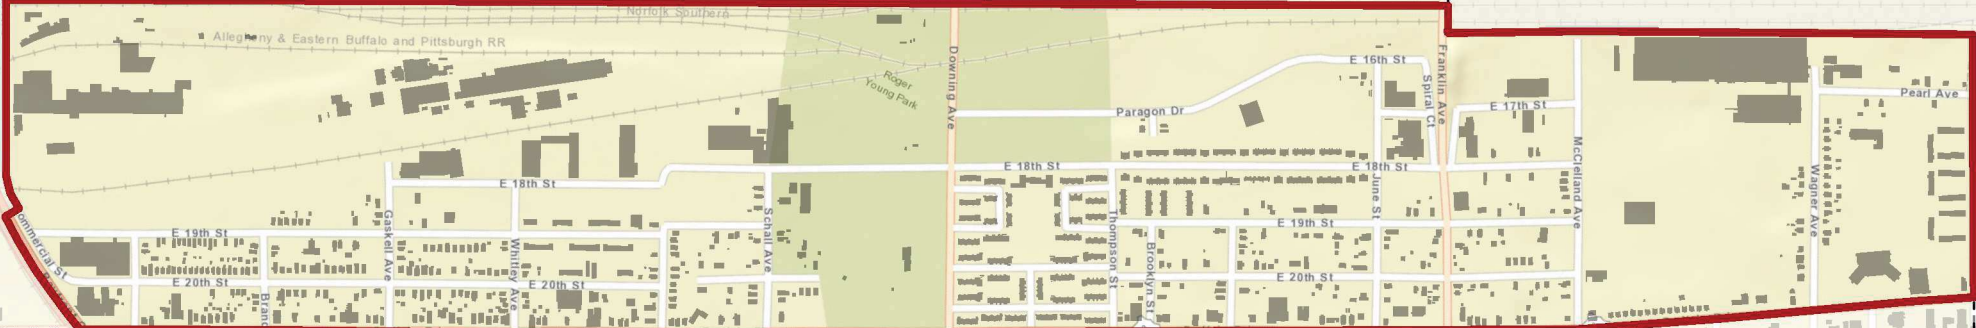 Norfolk Southern
Allegheny & Eastern Buffalo and Pittsburgh RR
Roger
Young Park
Downing Ave
Franklin Ave
E 16th St
Spiral Ct
E 17th St
Pearl Ave
Paragon Dr
E 18th St
E 18th St
E 18th St
McClelland Ave
Wagner Ave
June St
Gaskell Ave
Schall Ave
Thompson St
E 19th St
E 19th St
ommercial St
Whitley Ave
Brooklyn St
E 20th St
E 20th St
E 20th St
Brand